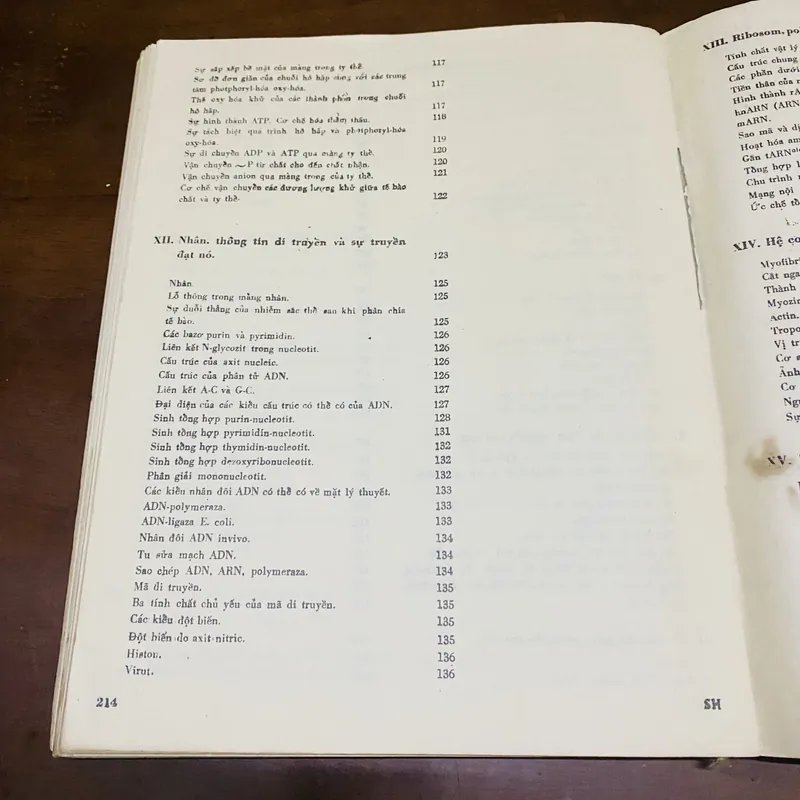 Sự sắp xếp bề mặt của màng trong ty thể 117
Sơ đồ đơn giản của chuỗi hô hấp cùng với các trung
tâm photphoryl-hóa oxy-hóa. 117
Thế oxy hóa khử của các thành phần trong chuỗi
hô hấp. 117
Sự hình thành ATP. Cơ chế hóa thẩm thấu. 118
Sự tách biệt quá trình hô hấp và photphoryl-hóa
oxy-hóa. 119
Sự di chuyển ADP và ATP qua màng ty thể. 120
Vận chuyển ~P từ chất cho đến chất nhận. 120
Vận chuyển anion qua màng trong của ty thể. 121
Cơ chế vận chuyển các đương lượng khử giữa tế bào
chất và ty thể. 122
XII. Nhân, thông tin di truyền và sự truyền
đạt nó. 123
Nhân 125
Lỗ thông trong màng nhân. 125
Sự duỗi thẳng của nhiễm sắc thể sau khi phân chia
tế bào. 125
Các bazơ purin và pyrimidin. 126
Liên kết N-glycozit trong nucleotit. 126
Cấu trúc của axit nucleic. 126
Cấu trúc của phân tử ADN. 126
Liên kết A-C và G-C. 127
Đại diện của các kiểu cấu trúc có thể có của ADN. 127
Sinh tổng hợp purin-nucleotit. 128
Sinh tổng hợp pyrimidin-nucleotit. 131
Sinh tổng hợp thymidin-nucleotit. 132
Sinh tổng hợp dezoxyribonucleotit. 132
Phân giải mononucleotit. 132
Các kiểu nhân đôi ADN có thể có về mặt lý thuyết. 133
ADN-polymeraza. 133
ADN-ligaza E. coli. 133
Nhân đôi ADN invivo. 134
Tu sửa mạch ADN. 134
Sao chép ADN, ARN, polymeraza. 134
Mã di truyền. 135
Ba tính chất chủ yếu của mã di truyền. 135
Các kiểu đột biến. 135
Đột biến do axit nitric. 135
Histon. 136
Virut. 136
214 SH
XIII. Ribosom,
Tính chất vật lý
Cấu trúc chung
Các phần dưới
Tiền thân của
Hình thành
hnARN (ARN
mARN.
Sao mã và
Hoạt hóa
Gắn
Tổng hợp
Chu trình
Mạng nội
Ức chế
XIV. Hệ
Cắt
Thành
Actin.
Vị
Cơ
Cơ
Sự
XV.